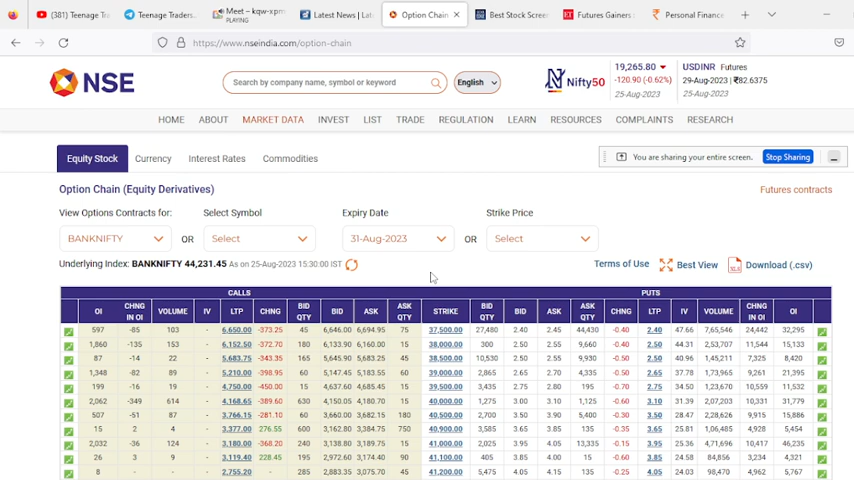 (381) Teenage Tra
Teenage Traders
Meet – kqw-xpm
PLAYING
Latest News | Lat
Option Chain
Best Stock Screen
Futures Gainers
Personal Finance
https://www.nseindia.com/option-chain
NSE
Search by company name, symbol or keyword
English
Nifty50
19,265.80
-120.90 (-0.62%)
25-Aug-2023
USDINR Futures
29-Aug-2023 | ₹82.6375
25-Aug-2023
HOME ABOUT MARKET DATA INVEST LIST TRADE REGULATION LEARN RESOURCES COMPLAINTS RESEARCH
Equity Stock Currency Interest Rates Commodities
You are sharing your entire screen. Stop Sharing
Option Chain (Equity Derivatives) Futures contracts
View Options Contracts for: Select Symbol Expiry Date Strike Price
BANKNIFTY OR Select 31-Aug-2023 OR Select
Underlying Index: BANKNIFTY 44,231.45 As on 25-Aug-2023 15:30:00 IST Terms of Use Best View Download (.csv)
CALLS PUTS
OI CHNG IN OI VOLUME IV LTP CHNG BID QTY BID ASK ASK QTY STRIKE BID QTY BID ASK ASK QTY CHNG LTP IV VOLUME CHNG IN OI OI
597 -85 103 - 6,650.00 -373.25 45 6,646.00 6,694.95 75 37,500.00 27,480 2.40 2.45 44,430 -0.40 2.40 47.66 7,65,546 24,442 32,295
1,860 -135 153 - 6,152.50 -372.70 180 6,133.90 6,160.00 15 38,000.00 300 2.50 2.55 9,660 -0.40 2.50 44.31 2,53,707 11,544 15,133
87 -14 22 - 5,683.75 -343.35 165 5,645.90 5,683.25 45 38,500.00 10,530 2.50 2.55 9,930 -0.50 2.50 40.96 1,45,211 7,325 8,420
1,348 -82 89 - 5,210.00 -398.95 60 5,147.45 5,183.55 60 39,000.00 2,865 2.65 2.70 4,335 -0.50 2.65 37.78 1,73,955 9,261 21,395
199 -16 19 - 4,750.00 -450.00 15 4,637.60 4,685.45 15 39,500.00 3,435 2.75 2.80 195 -0.70 2.75 34.50 1,23,670 10,559 11,532
2,062 -349 614 - 4,168.65 -389.60 630 4,150.05 4,180.70 15 40,000.00 1,275 3.00 3.10 1,125 -0.60 3.10 31.39 2,07,203 10,331 31,779
507 -51 87 - 3,766.15 -281.10 60 3,660.00 3,682.15 180 40,500.00 2,700 3.50 3.90 5,400 -0.30 3.50 28.47 2,28,626 9,915 15,886
15 2 4 - 3,377.00 276.55 600 3,162.80 3,384.75 750 40,900.00 3,585 3.65 3.85 135 -0.35 3.65 25.81 1,06,485 4,928 5,454
2,032 -36 124 - 3,180.00 -368.20 240 3,138.80 3,189.75 15 41,000.00 2,025 3.95 4.05 13,335 -0.15 3.95 25.36 4,71,696 10,417 46,235
26 3 9 - 3,119.40 228.45 195 2,972.60 3,174.40 90 41,100.00 405 3.85 4.00 15 -0.60 3.85 24.58 84,856 3,234 4,321
8 - - - 2,755.20 - 285 2,883.35 3,075.70 45 41,200.00 5,475 4.05 4.15 135 -0.25 4.05 24.03 98,470 4,962 5,767